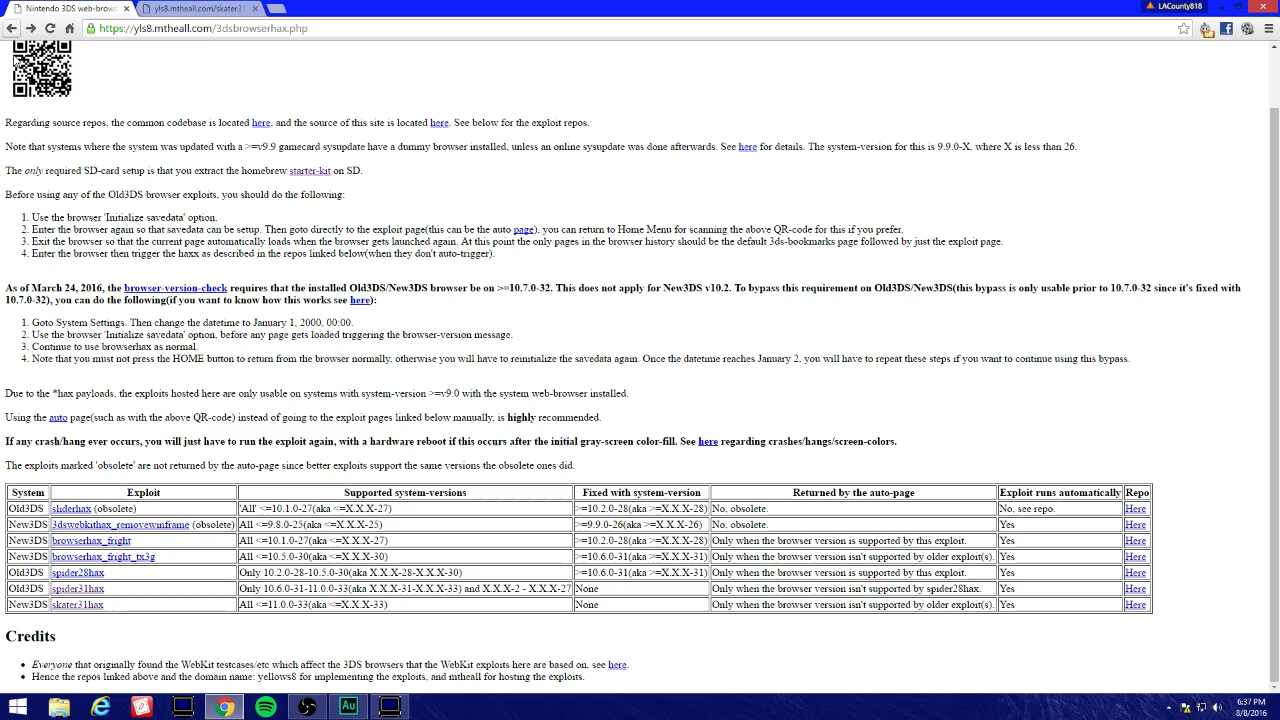 Nintendo 3DS web-brows
yls8.mtheall.com/skater31
LACounty818
https://yls8.mtheall.com/3dsbrowserhax.php
Regarding source repos, the common codebase is located here, and the source of this site is located here. See below for the exploit repos.
Note that systems where the system was updated with a >=v9.9 gamecard sysupdate have a dummy browser installed, unless an online sysupdate was done afterwards. See here for details. The system-version for this is 9.9.0-X, where X is less than 26.
The only required SD-card setup is that you extract the homebrew starter-kit on SD.
Before using any of the Old3DS browser exploits, you should do the following:
1. Use the browser 'Initialize savedata' option.
2. Enter the browser again so that savedata can be setup. Then goto directly to the exploit page(this can be the auto page), you can return to Home Menu for scanning the above QR-code for this if you prefer.
3. Exit the browser so that the current page automatically loads when the browser gets launched again. At this point the only pages in the browser history should be the default 3ds-bookmarks page followed by just the exploit page.
4. Enter the browser then trigger the haxx as described in the repos linked below(when they don't auto-trigger).
As of March 24, 2016, the browser-version-check requires that the installed Old3DS/New3DS browser be on >=10.7.0-32. This does not apply for New3DS v10.2. To bypass this requirement on Old3DS/New3DS(this bypass is only usable prior to 10.7.0-32 since it's fixed with
10.7.0-32), you can do the following(if you want to know how this works see here):
1. Goto System Settings. Then change the datetime to January 1, 2000, 00:00.
2. Use the browser 'Initialize savedata' option, before any page gets loaded triggering the browser-version message.
3. Continue to use browserhax as normal.
4. Note that you must not press the HOME button to return from the browser normally, otherwise you will have to reinitialize the savedata again. Once the datetime reaches January 2, you will have to repeat these steps if you want to continue using this bypass.
Due to the *hax payloads, the exploits hosted here are only usable on systems with system-version >=v9.0 with the system web-browser installed.
Using the auto page(such as with the above QR-code) instead of going to the exploit pages linked below manually, is highly recommended.
If any crash/hang ever occurs, you will just have to run the exploit again, with a hardware reboot if this occurs after the initial gray-screen color-fill. See here regarding crashes/hangs/screen-colors.
The exploits marked 'obsolete' are not returned by the auto-page since better exploits support the same versions the obsolete ones did.
System Exploit Supported system-versions Fixed with system-version Returned by the auto-page Exploit runs automatically Repo
Old3DS sliderhax (obsolete) 'All' <=10.1.0-27(aka <=X.X.X-27) >=10.2.0-28(aka >=X.X.X-28) No, obsolete. No, see repo. Here
New3DS 3dswebkithax_removewinframe (obsolete) All <=9.8.0-25(aka <=X.X.X-25) >=9.9.0-26(aka >=X.X.X-26) No, obsolete. Yes Here
New3DS browserhax_fright All <=10.1.0-27(aka <=X.X.X-27) >=10.2.0-28(aka >=X.X.X-28) Only when the browser version is supported by this exploit. Yes Here
New3DS browserhax_fright_tx3g All <=10.5.0-30(aka <=X.X.X-30) >=10.6.0-31(aka >=X.X.X-31) Only when the browser version isn't supported by older exploit(s). Yes Here
Old3DS spider28hax Only 10.2.0-28-10.5.0-30(aka X.X.X-28-X.X.X-30) >=10.6.0-31(aka >=X.X.X-31) Only when the browser version is supported by this exploit. Yes Here
Old3DS spider31hax Only 10.6.0-31-11.0.0-33(aka X.X.X-31-X.X.X-33) and X.X.X-2 - X.X.X-27 None Only when the browser version isn't supported by spider28hax. Yes Here
New3DS skater31hax All <=11.0.0-33(aka <=X.X.X-33) None Only when the browser version isn't supported by older exploit(s). Yes Here
Credits
Everyone that originally found the WebKit testcases/etc which affect the 3DS browsers that the WebKit exploits here are based on, see here.
Hence the repos linked above and the domain name: yellows8 for implementing the exploits, and mtheall for hosting the exploits.
Au
6:37 PM
8/8/2016